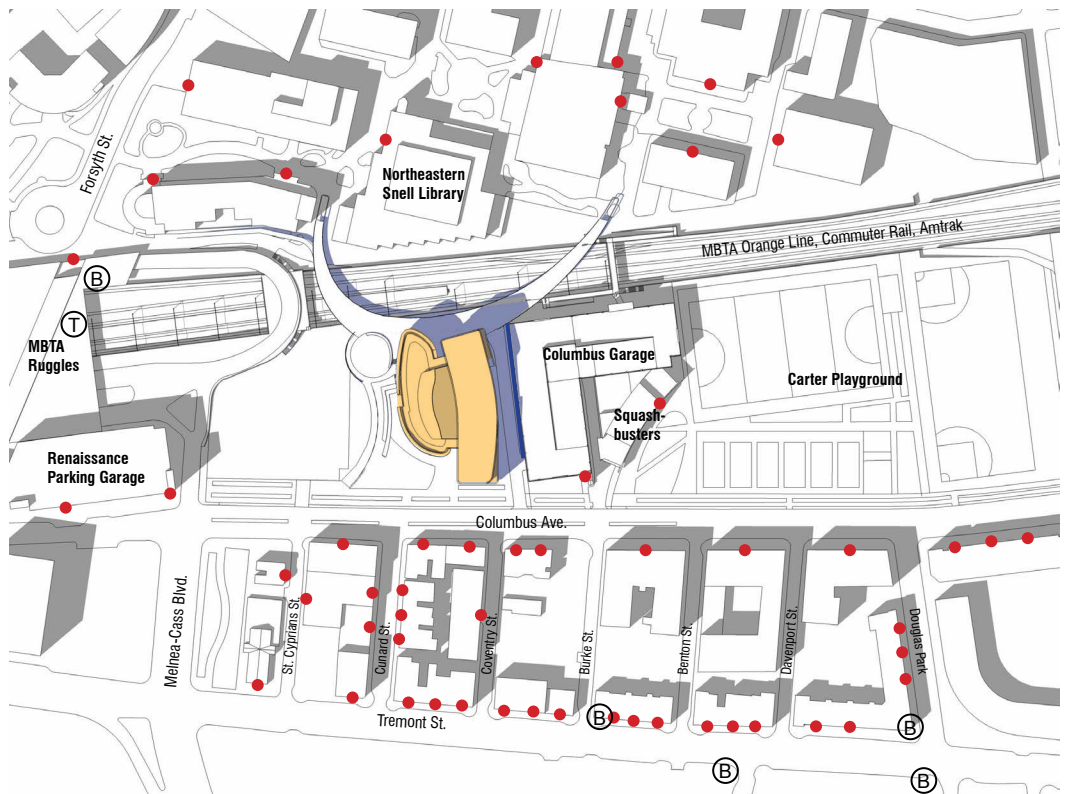 Forsyth St.
Northeastern
Snell Library
MBTA Orange Line, Commuter Rail, Amtrak
B
T
MBTA
Ruggles
Columbus Garage
Carter Playground
Squash-
busters
Renaissance
Parking Garage
Columbus Ave.
Melnea-Cass Blvd.
St. Cyprians St.
Cunard St.
Coventry St.
Burke St.
Benton St.
Davenport St.
Douglas Park
Tremont St.
B
B
B
B